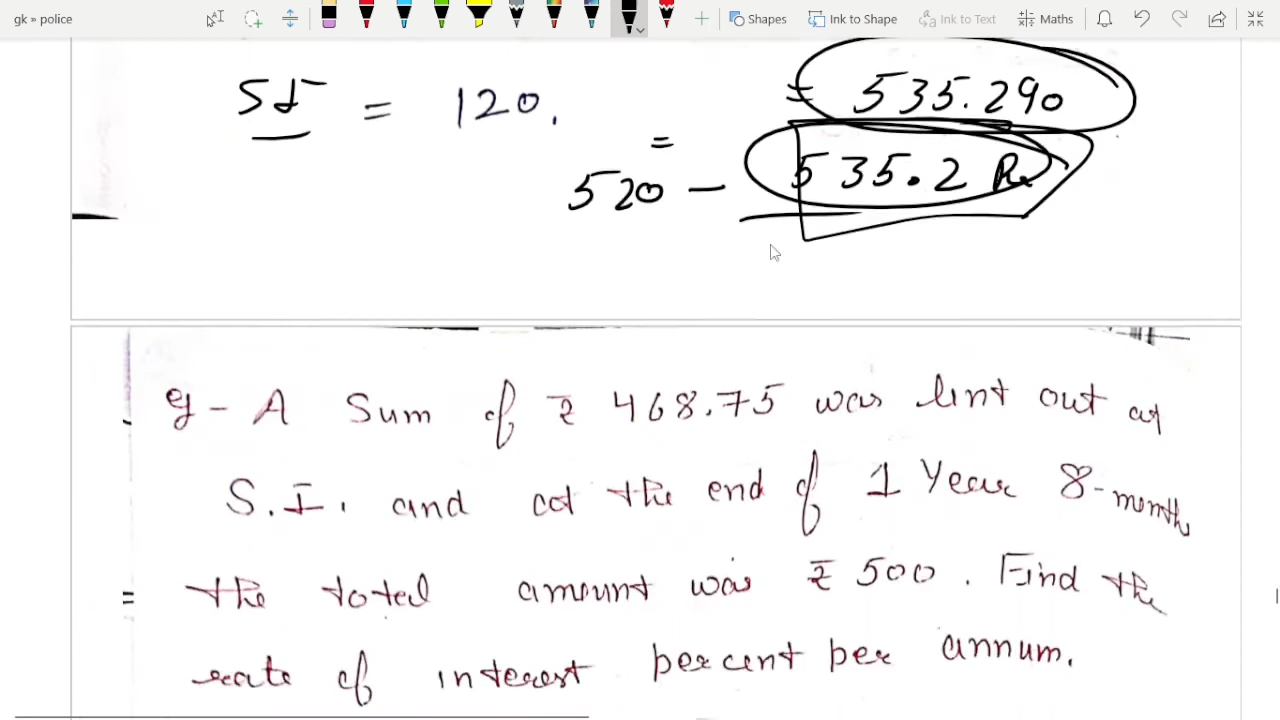 gk » police
Shapes Ink to Shape Ink to Text Maths
SI = 120.
= 535.290
=
520 - 535.2 Rs
eg - A Sum of ₹ 468.75 was lint out at
S.I. and at the end of 1 Year 8-month
= the total amount was ₹ 500. Find the
rate of interest percent per annum.